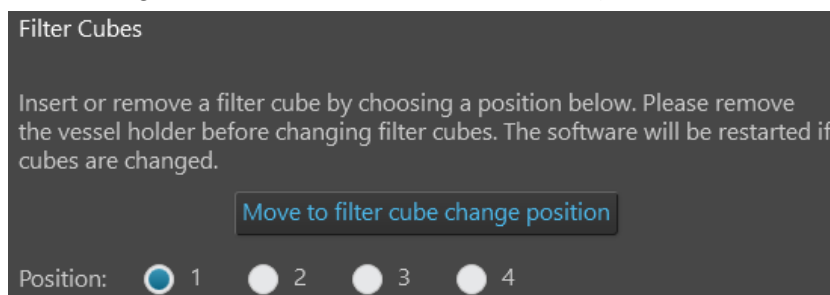 Filter Cubes
Insert or remove a filter cube by choosing a position below. Please remove
the vessel holder before changing filter cubes. The software will be restarted if
cubes are changed.
Move to filter cube change position
Position: 1 2 3 4